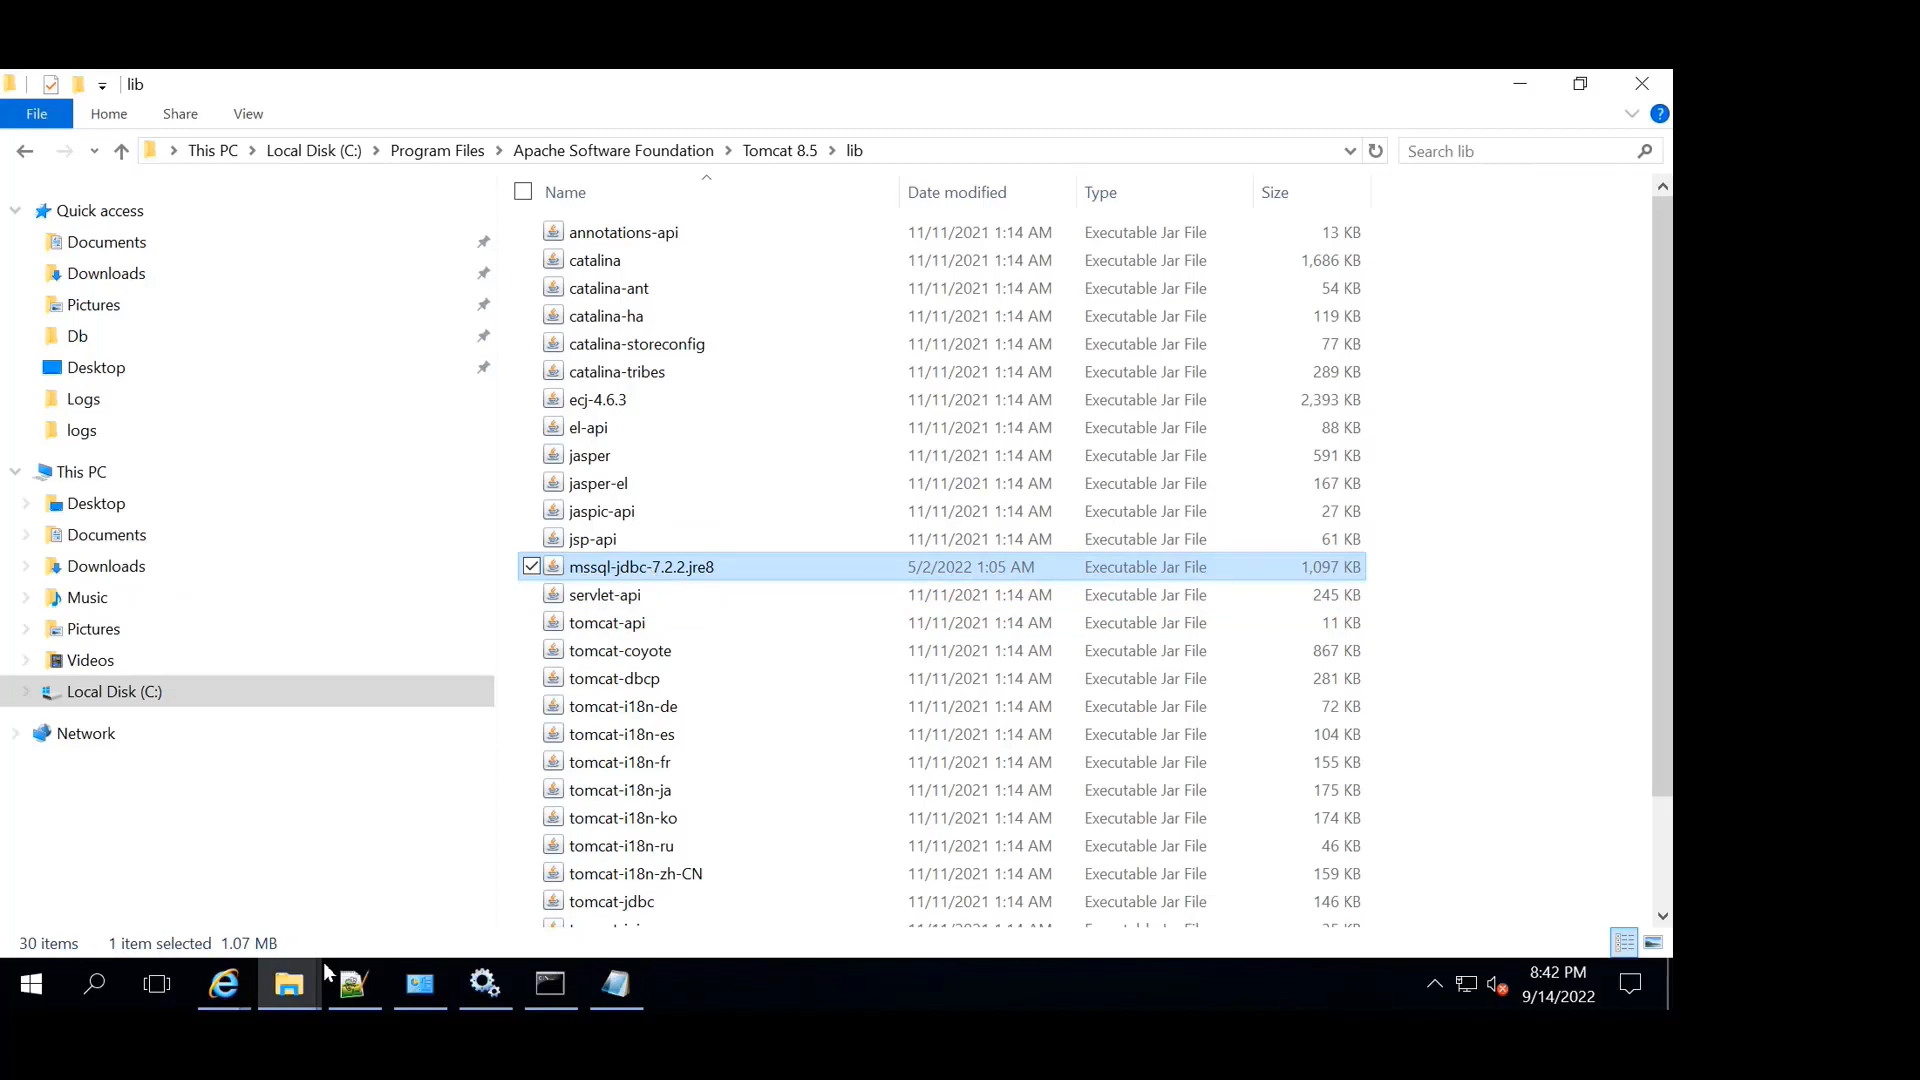 lib
File Home Share View
This PC Local Disk (C:) Program Files Apache Software Foundation Tomcat 8.5 lib
Search lib
Quick access
Documents
Downloads
Pictures
Db
Desktop
Logs
logs
This PC
Desktop
Documents
Downloads
Music
Pictures
Videos
Local Disk (C:)
Network
Name Date modified Type Size
annotations-api 11/11/2021 1:14 AM Executable Jar File 13 KB
catalina 11/11/2021 1:14 AM Executable Jar File 1,686 KB
catalina-ant 11/11/2021 1:14 AM Executable Jar File 54 KB
catalina-ha 11/11/2021 1:14 AM Executable Jar File 119 KB
catalina-storeconfig 11/11/2021 1:14 AM Executable Jar File 77 KB
catalina-tribes 11/11/2021 1:14 AM Executable Jar File 289 KB
ecj-4.6.3 11/11/2021 1:14 AM Executable Jar File 2,393 KB
el-api 11/11/2021 1:14 AM Executable Jar File 88 KB
jasper 11/11/2021 1:14 AM Executable Jar File 591 KB
jasper-el 11/11/2021 1:14 AM Executable Jar File 167 KB
jaspic-api 11/11/2021 1:14 AM Executable Jar File 27 KB
jsp-api 11/11/2021 1:14 AM Executable Jar File 61 KB
mssql-jdbc-7.2.2.jre8 5/2/2022 1:05 AM Executable Jar File 1,097 KB
servlet-api 11/11/2021 1:14 AM Executable Jar File 245 KB
tomcat-api 11/11/2021 1:14 AM Executable Jar File 11 KB
tomcat-coyote 11/11/2021 1:14 AM Executable Jar File 867 KB
tomcat-dbcp 11/11/2021 1:14 AM Executable Jar File 281 KB
tomcat-i18n-de 11/11/2021 1:14 AM Executable Jar File 72 KB
tomcat-i18n-es 11/11/2021 1:14 AM Executable Jar File 104 KB
tomcat-i18n-fr 11/11/2021 1:14 AM Executable Jar File 155 KB
tomcat-i18n-ja 11/11/2021 1:14 AM Executable Jar File 175 KB
tomcat-i18n-ko 11/11/2021 1:14 AM Executable Jar File 174 KB
tomcat-i18n-ru 11/11/2021 1:14 AM Executable Jar File 46 KB
tomcat-i18n-zh-CN 11/11/2021 1:14 AM Executable Jar File 159 KB
tomcat-jdbc 11/11/2021 1:14 AM Executable Jar File 146 KB
30 items 1 item selected 1.07 MB
8:42 PM
9/14/2022